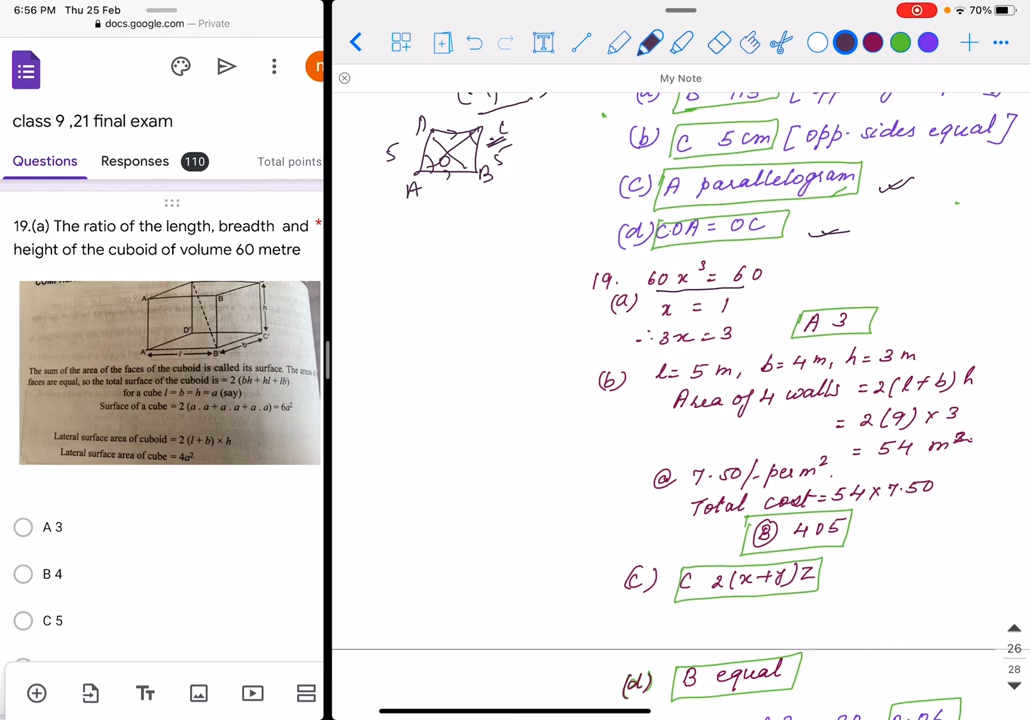 6:56 PM Thu 25 Feb
70%
docs.google.com — Private
class 9 ,21 final exam
Questions Responses 110 Total points
19.(a) The ratio of the length, breadth and *
height of the cuboid of volume 60 metre
A B h
D' C'
A' l B' b
The sum of the area of the faces of the cuboid is called its surface. The areas
faces are equal, so the total surface of the cuboid is = 2 (bh + hl + lb)
for a cube l = b = h = a (say)
Surface of a cube = 2 (a . a + a . a + a . a) = 6a²
Lateral surface area of cuboid = 2 (l + b) × h
Lateral surface area of cube = 4a²
A 3
B 4
C 5
Tt
My Note
D C
5 5
O
A B
(b) C 5 cm [opp. sides equal]
(c) A parallelogram
(d) C OA = OC
19. 60 x³ = 60
(a) x = 1
∴ 3x = 3
A 3
(b) l = 5 m, b = 4 m, h = 3 m
Area of 4 walls = 2(l + b) h
= 2(9) × 3
= 54 m²
@ 7.50/- per m².
Total cost = 54 × 7.50
B 405
(C) C 2(x+y)Z
(d) B equal
26
28